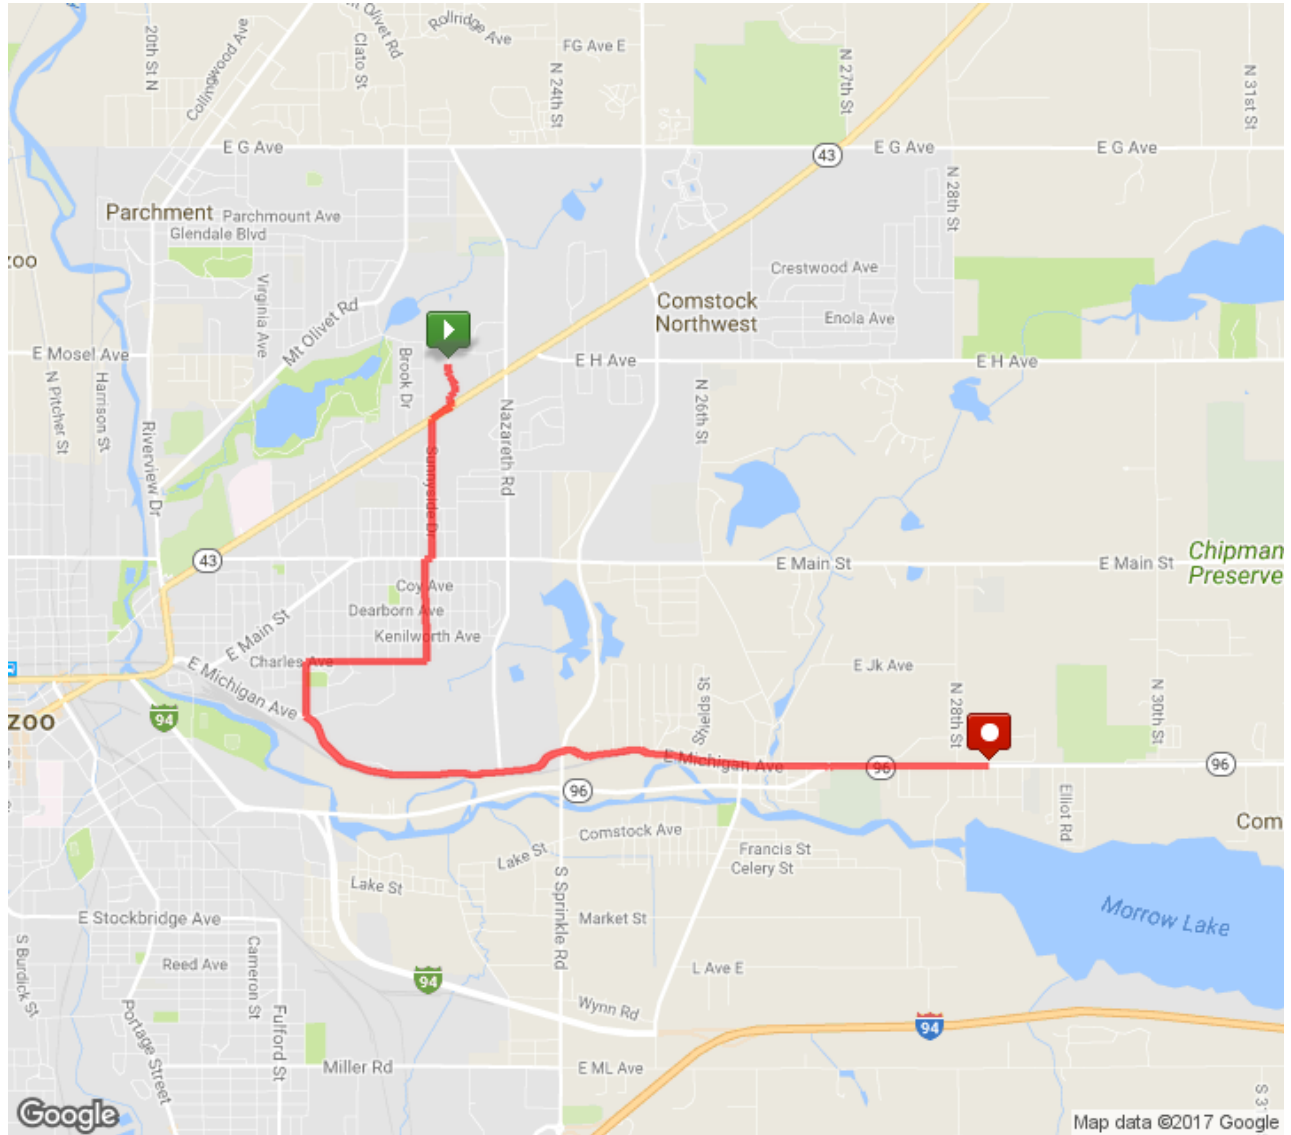 Rollridge Ave
Mt Olivet Rd
20th St N
Collingwood Ave
Clato St
FG Ave E
N 24th St
N 27th St
N 31st St
E G Ave
43
E G Ave
E G Ave
Parchment
Parchmount Ave
Glendale Blvd
N 28th St
zoo
Virginia Ave
Mt Olivet Rd
Crestwood Ave
Comstock
Northwest
Enola Ave
E Mosel Ave
Brook Dr
E H Ave
E H Ave
N Pitcher St
Harrison St
Riverview Dr
Nazareth Rd
N 26th St
Sunnyside Dr
43
E Main St
E Main St
Chipman
Preserve
Coy Ave
Dearborn Ave
E Main St
Kenilworth Ave
Charles Ave
E Michigan Ave
E Jk Ave
Shields St
N 28th St
N 30th St
zoo
94
E Michigan Ave
96
96
96
Elliot Rd
Com
Comstock Ave
Lake St
Francis St
Celery St
Lake St
S Sprinkle Rd
E Stockbridge Ave
Market St
Morrow Lake
S Burdick St
Cameron St
Reed Ave
L Ave E
94
Portage Street
Fulford St
Wynn Rd
94
Miller Rd
E ML Ave
S 31
Google
Map data ©2017 Google